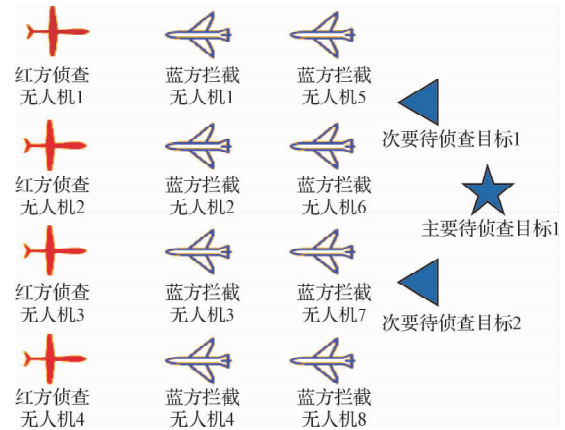 红方侦查
无人机1
蓝方拦截
无人机1
蓝方拦截
无人机5
次要待侦查目标1
红方侦查
无人机2
蓝方拦截
无人机2
蓝方拦截
无人机6
主要待侦查目标1
红方侦查
无人机3
蓝方拦截
无人机3
蓝方拦截
无人机7
次要待侦查目标2
红方侦查
无人机4
蓝方拦截
无人机4
蓝方拦截
无人机8